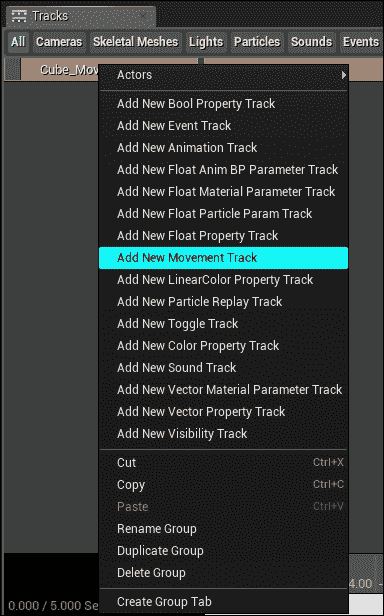 Tracks
All Cameras Skeletal Meshes Lights Particles Sounds Events
Cube_Mov
Actors
Add New Bool Property Track
Add New Event Track
Add New Animation Track
Add New Float Anim BP Parameter Track
Add New Float Material Parameter Track
Add New Float Particle Param Track
Add New Float Property Track
Add New Movement Track
Add New LinearColor Property Track
Add New Particle Replay Track
Add New Toggle Track
Add New Color Property Track
Add New Sound Track
Add New Vector Material Parameter Track
Add New Vector Property Track
Add New Visibility Track
Cut Ctrl+X
Copy Ctrl+C
Paste Ctrl+V
Rename Group
Duplicate Group
Delete Group
4.00
Create Group Tab
0.000 / 5.000 Se